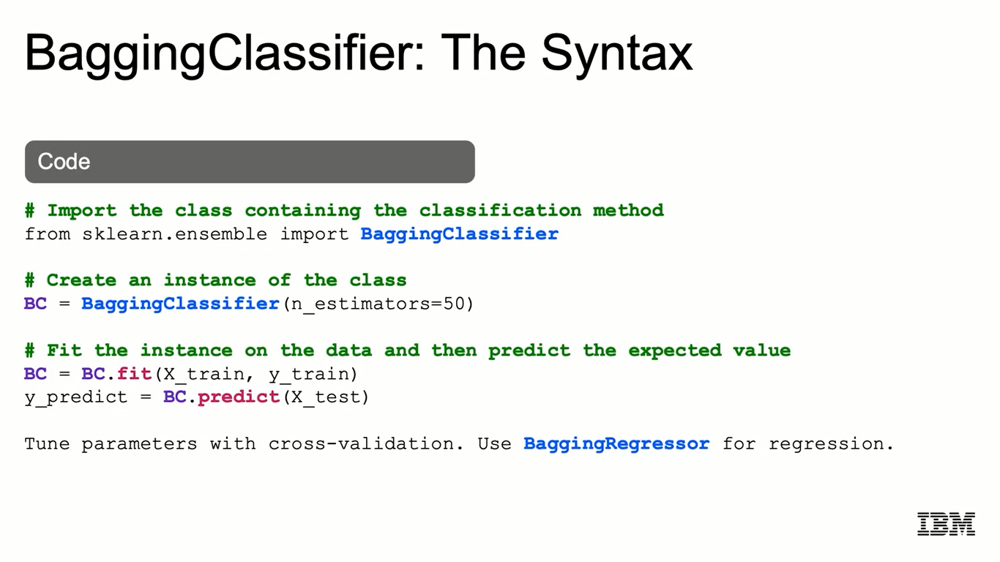 BaggingClassifier: The Syntax
Code
# Import the class containing the classification method
from sklearn.ensemble import BaggingClassifier
# Create an instance of the class
BC = BaggingClassifier(n_estimators=50)
# Fit the instance on the data and then predict the expected value
BC = BC.fit(X_train, y_train)
y_predict = BC.predict(X_test)
Tune parameters with cross-validation. Use BaggingRegressor for regression.
IBM